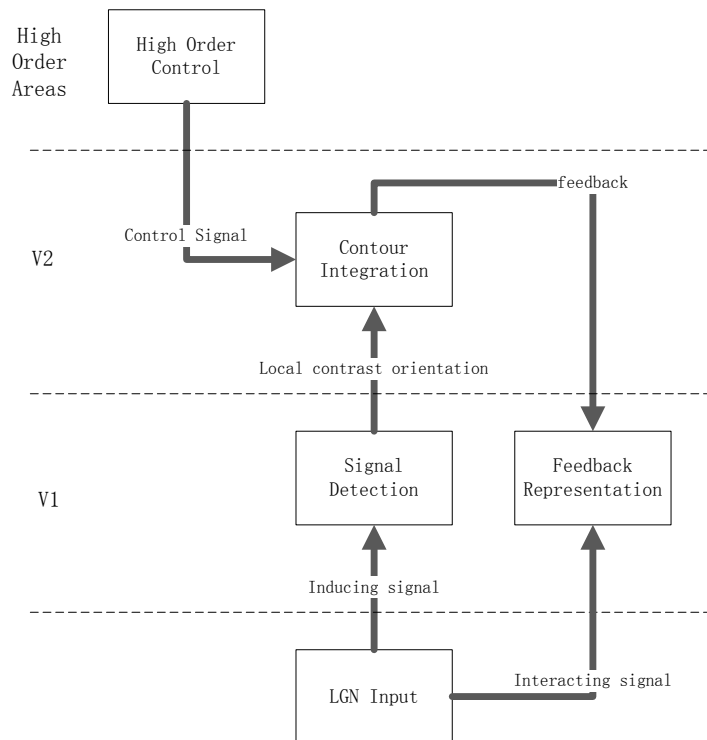 High
Order
Areas
High Order
Control
feedback
Control Signal
V2
Contour
Integration
Local contrast orientation
V1
Signal
Detection
Feedback
Representation
Inducing signal
LGN Input
Interacting signal